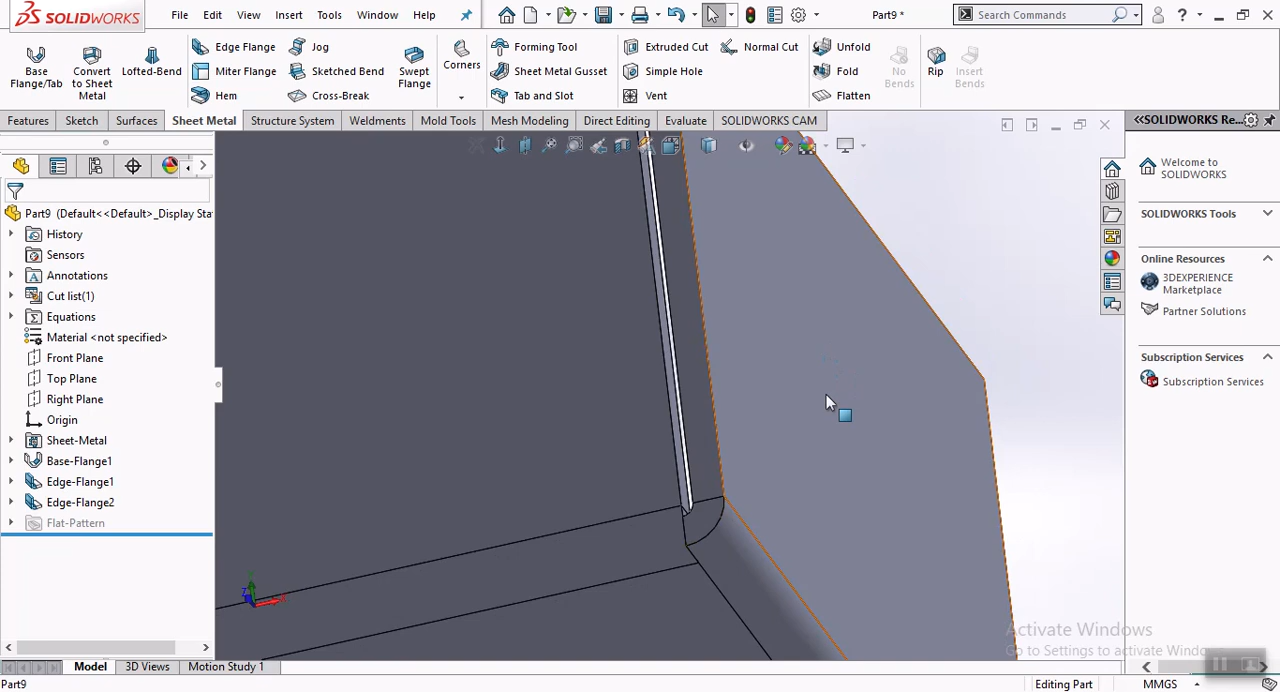 SOLIDWORKS File Edit View Insert Tools Window Help Part9 * Search Commands ?
Base Flange/Tab
Convert to Sheet Metal
Lofted-Bend
Edge Flange
Miter Flange
Hem
Jog
Sketched Bend
Cross-Break
Swept Flange
Corners
Forming Tool
Sheet Metal Gusset
Tab and Slot
Extruded Cut
Simple Hole
Vent
Normal Cut
Unfold
Fold
Flatten
No Bends
Rip
Insert Bends
Features Sketch Surfaces Sheet Metal Structure System Weldments Mold Tools Mesh Modeling Direct Editing Evaluate SOLIDWORKS CAM
Part9 (Default<<Default>_Display Sta
History
Sensors
Annotations
Cut list(1)
Equations
Material <not specified>
Front Plane
Top Plane
Right Plane
Origin
Sheet-Metal
Base-Flange1
Edge-Flange1
Edge-Flange2
Flat-Pattern
SOLIDWORKS Re...
Welcome to
SOLIDWORKS
SOLIDWORKS Tools
Online Resources
3DEXPERIENCE
Marketplace
Partner Solutions
Subscription Services
Subscription Services
Activate Windows
Go to Settings to activate Windows
Model 3D Views Motion Study 1
Part9 Editing Part MMGS